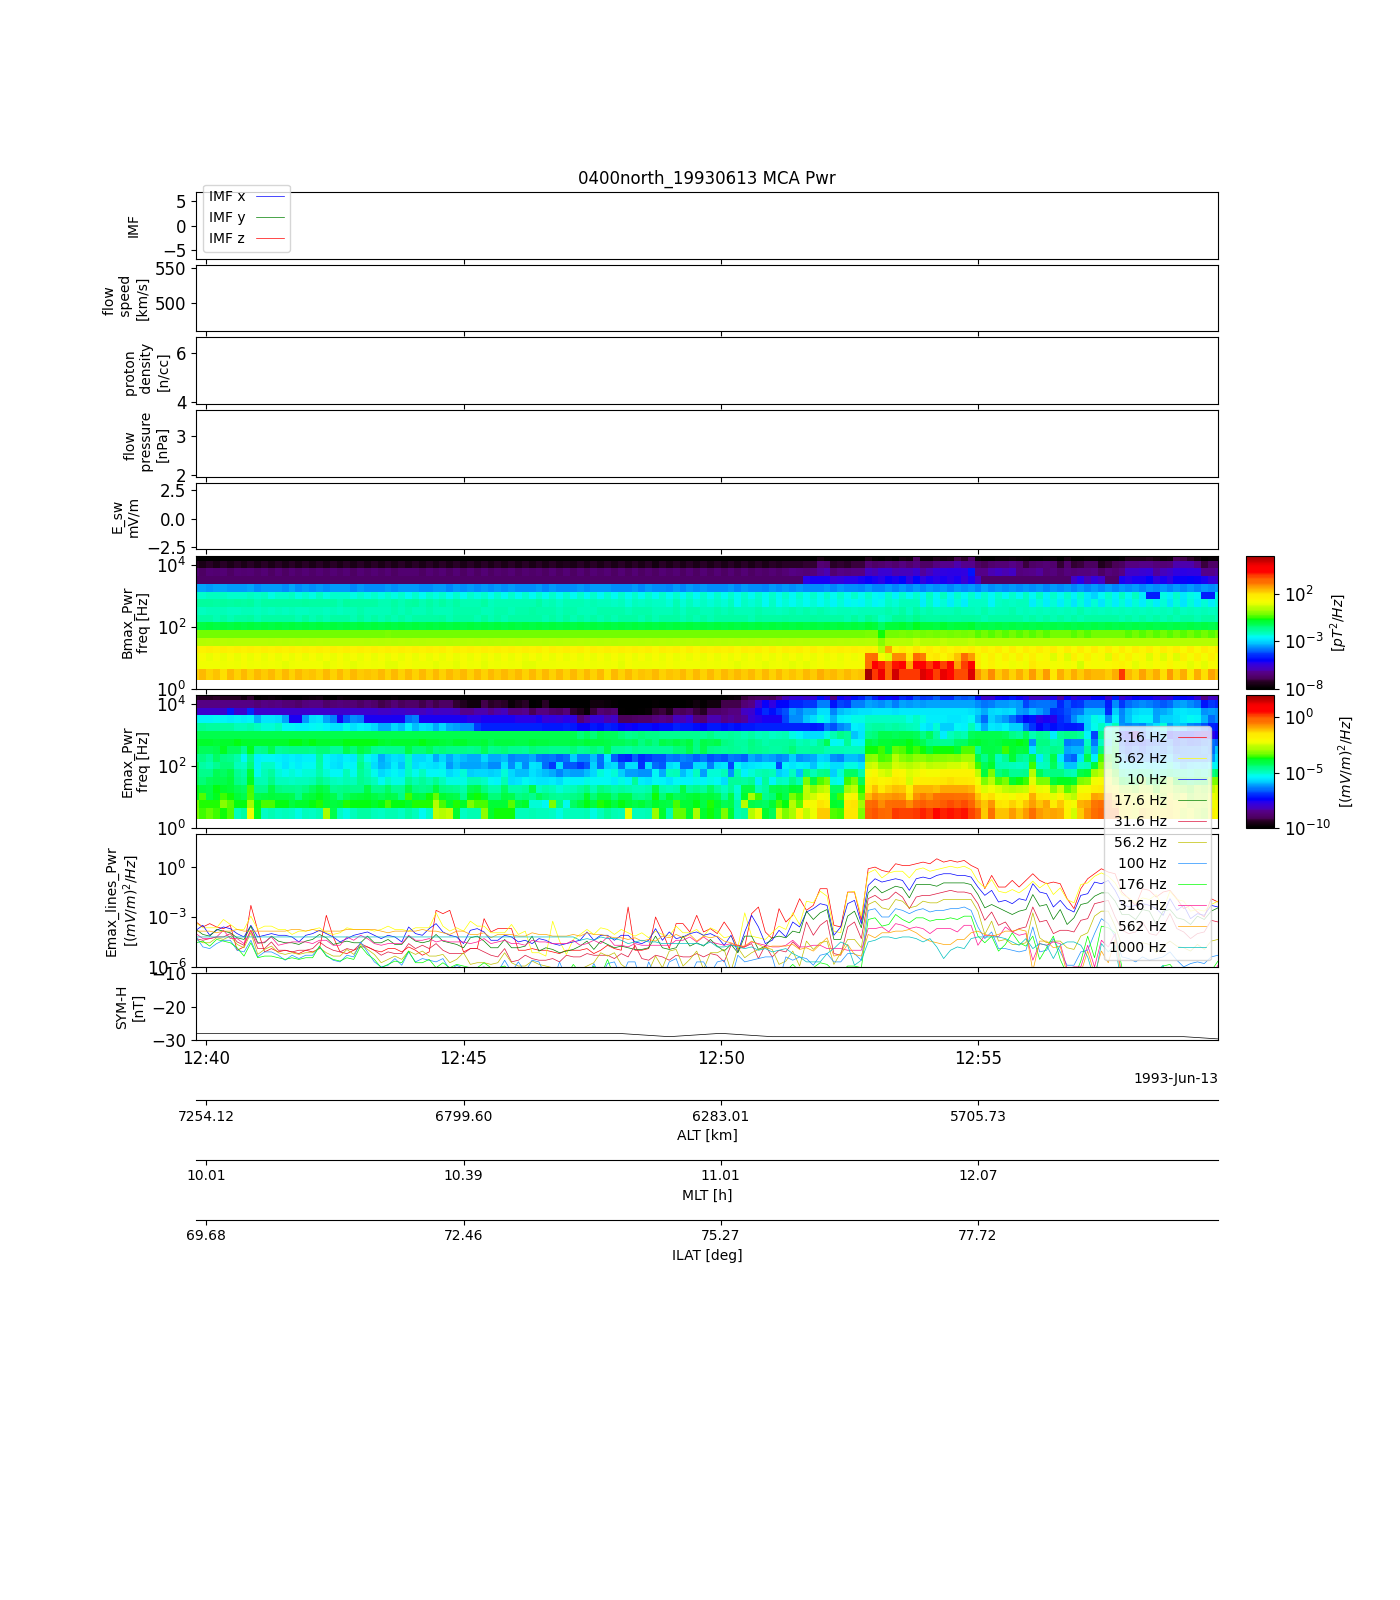 0400north_19930613 MCA Pwr
IMF
5
0
−5
IMF x
IMF y
IMF z
flow
speed
[km/s]
550
500
proton
density
[n/cc]
6
4
flow
pressure
[nPa]
3
2
E_sw
mV/m
2.5
0.0
−2.5
Bmax_Pwr
freq [Hz]
10^4
10^2
10^0
10^2
10^−3
10^−8
[pT^2/Hz]
Emax_Pwr
freq [Hz]
10^4
10^2
10^0
10^0
10^−5
10^−10
[(mV/m)^2/Hz]
3.16 Hz
5.62 Hz
10 Hz
17.6 Hz
31.6 Hz
56.2 Hz
100 Hz
176 Hz
316 Hz
562 Hz
1000 Hz
Emax_lines_Pwr
[(mV/m)^2/Hz]
10^0
10^−3
10^−6
SYM-H
[nT]
−10
−20
−30
12:40 12:45 12:50 12:55
1993-Jun-13
7254.12 6799.60 6283.01 5705.73
ALT [km]
10.01 10.39 11.01 12.07
MLT [h]
69.68 72.46 75.27 77.72
ILAT [deg]